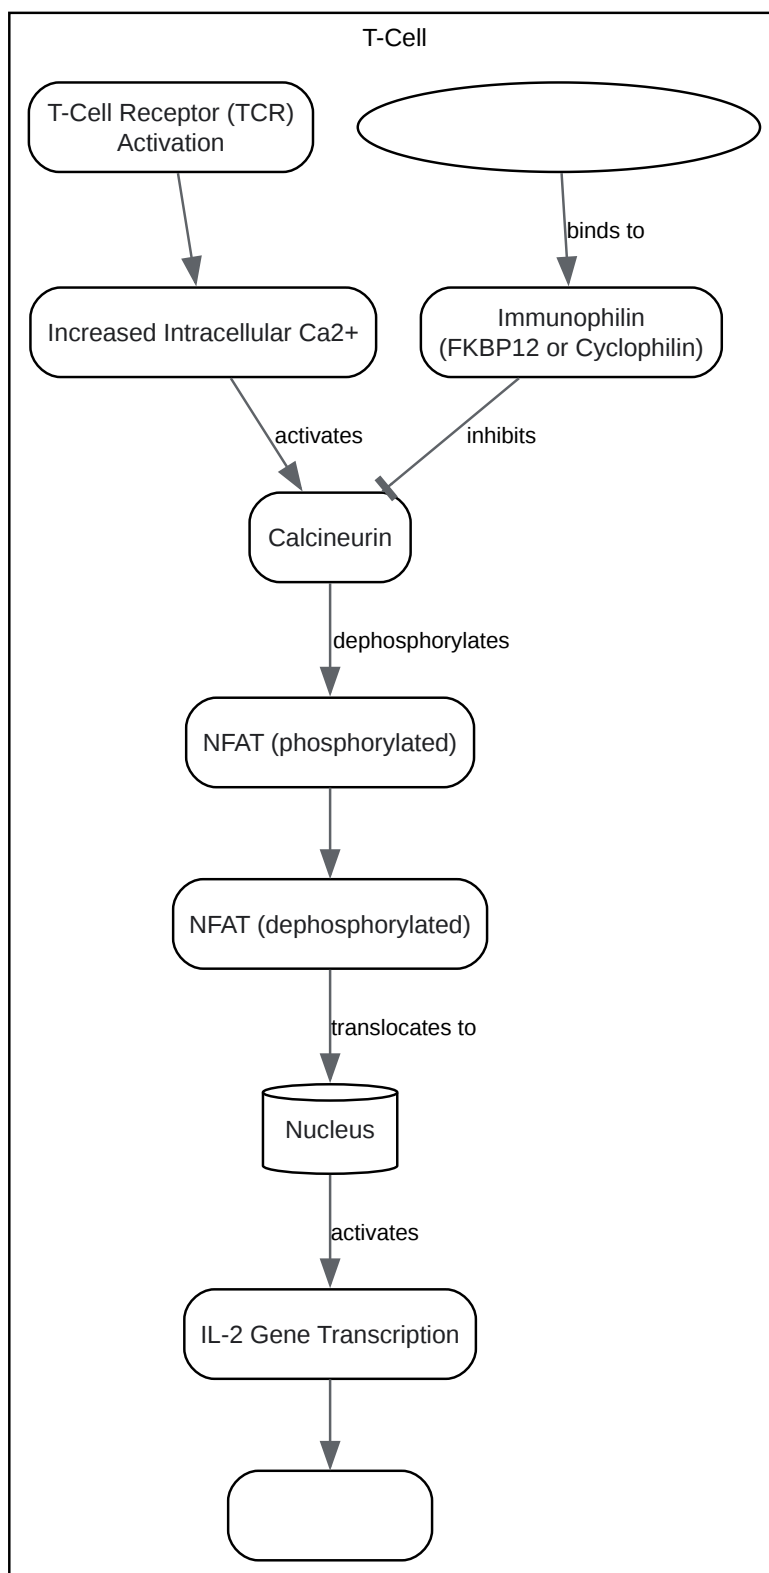 T-Cell
T-Cell Receptor (TCR)
Activation
binds to
Increased Intracellular Ca2+
Immunophilin
(FKBP12 or Cyclophilin)
activates
inhibits
Calcineurin
dephosphorylates
NFAT (phosphorylated)
NFAT (dephosphorylated)
translocates to
Nucleus
activates
IL-2 Gene Transcription